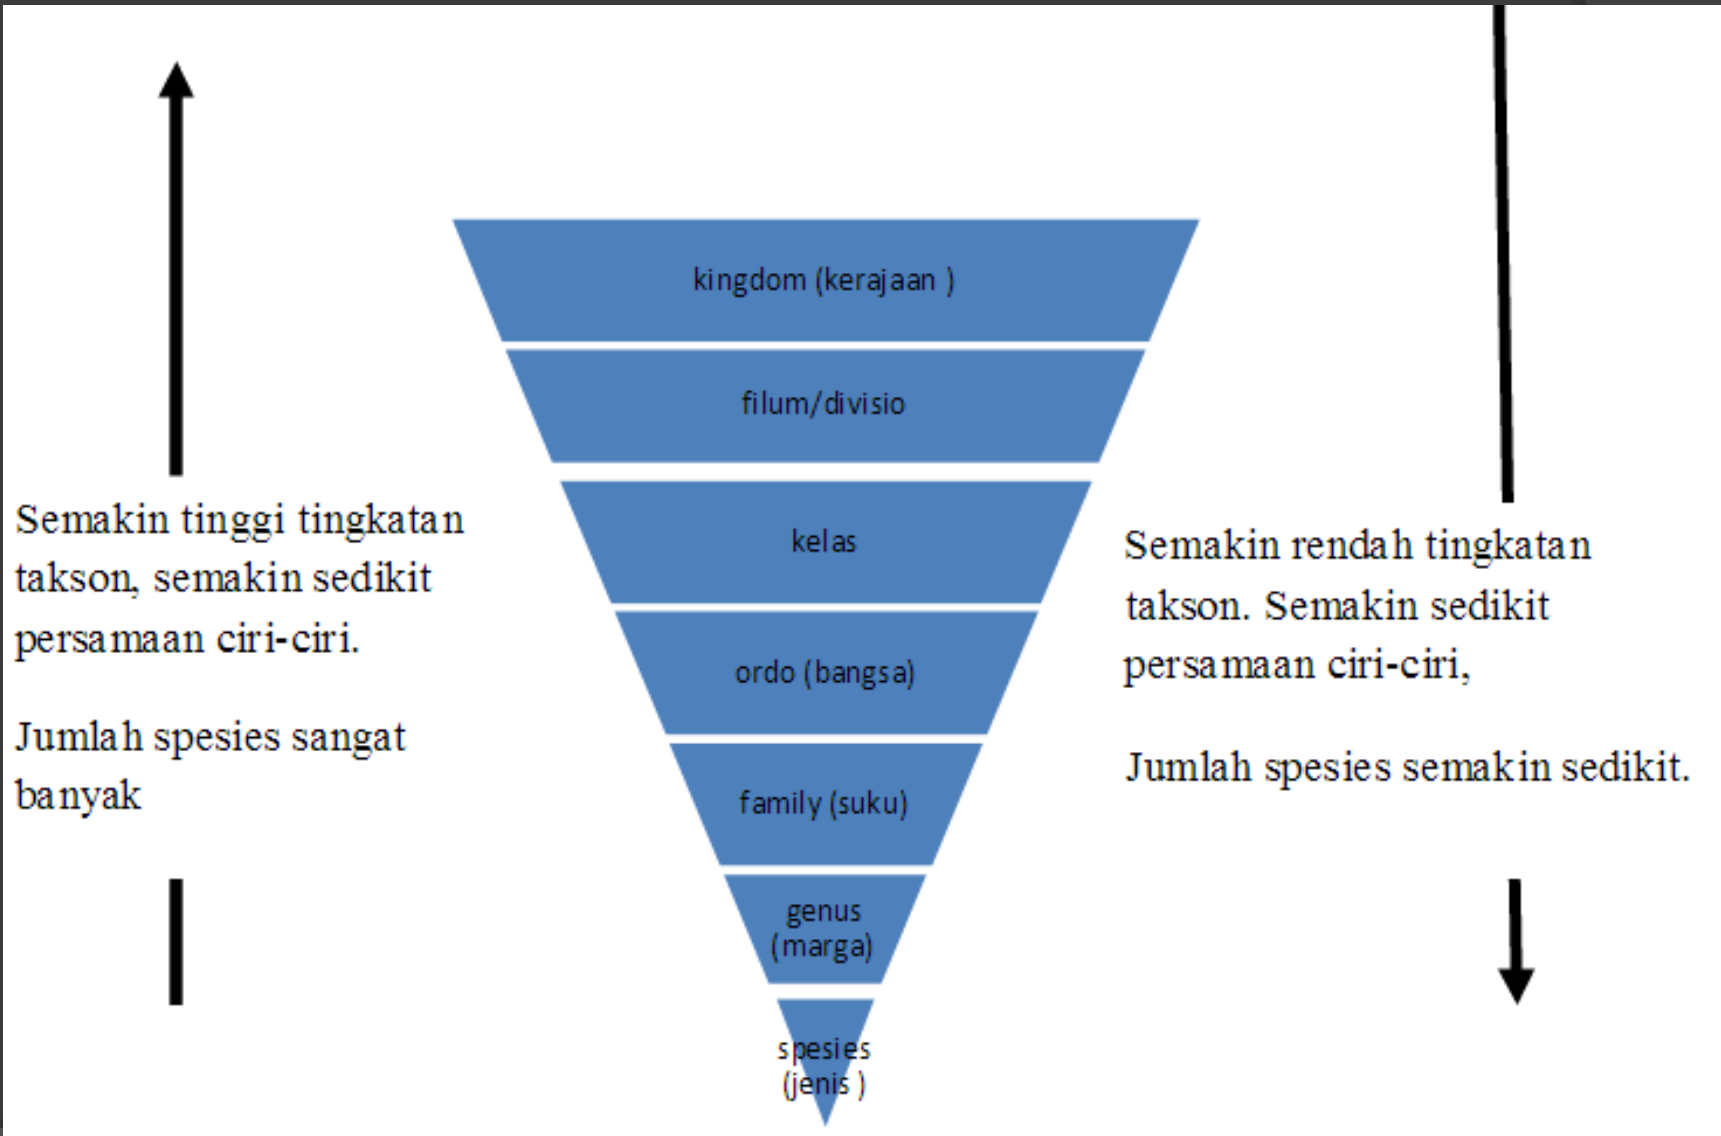 kingdom (kerajaan )
filum/divisio
kelas
ordo (bangsa)
family (suku)
genus
(marga)
spesies
(jenis )
Semakin tinggi tingkatan
takson, semakin sedikit
persamaan ciri-ciri.
Jumlah spesies sangat
banyak
Semakin rendah tingkatan
takson. Semakin sedikit
persamaan ciri-ciri,
Jumlah spesies semakin sedikit.